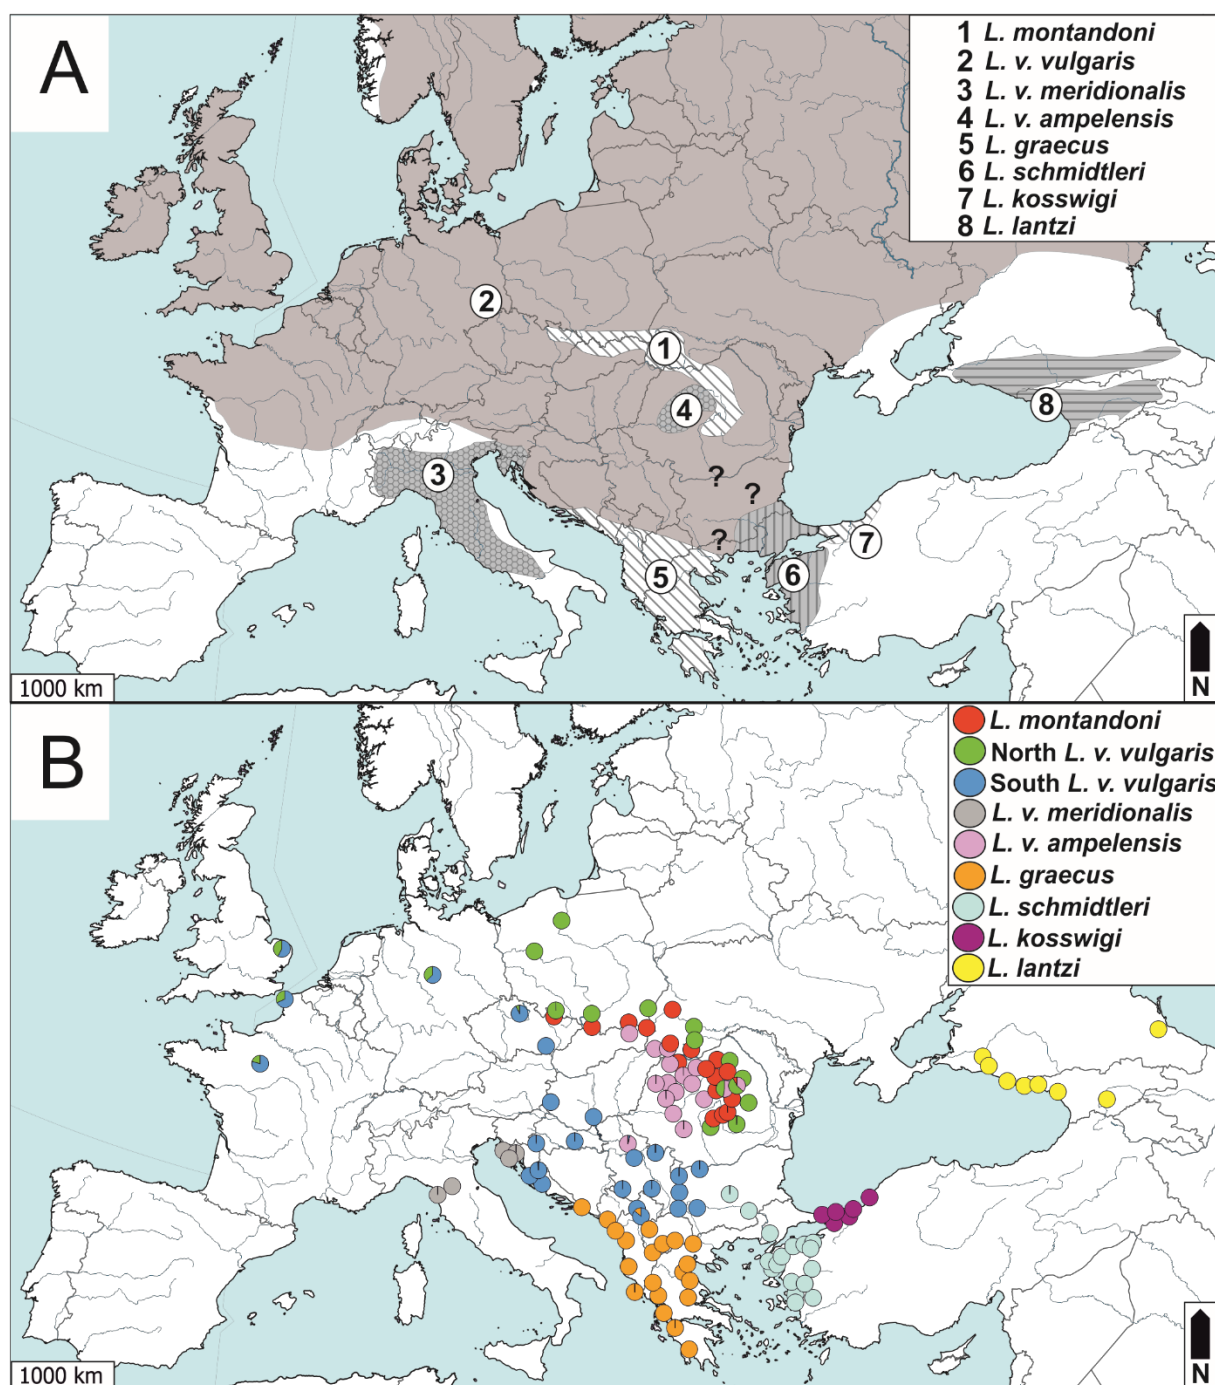 A
1 L. montandoni
2 L. v. vulgaris
3 L. v. meridionalis
4 L. v. ampelensis
5 L. graecus
6 L. schmidtleri
7 L. kosswigi
8 L. lantzi
2
1
4
3
8
?
?
?
7
5
6
1000 km
N
B
L. montandoni
North L. v. vulgaris
South L. v. vulgaris
L. v. meridionalis
L. v. ampelensis
L. graecus
L. schmidtleri
L. kosswigi
L. lantzi
1000 km
N